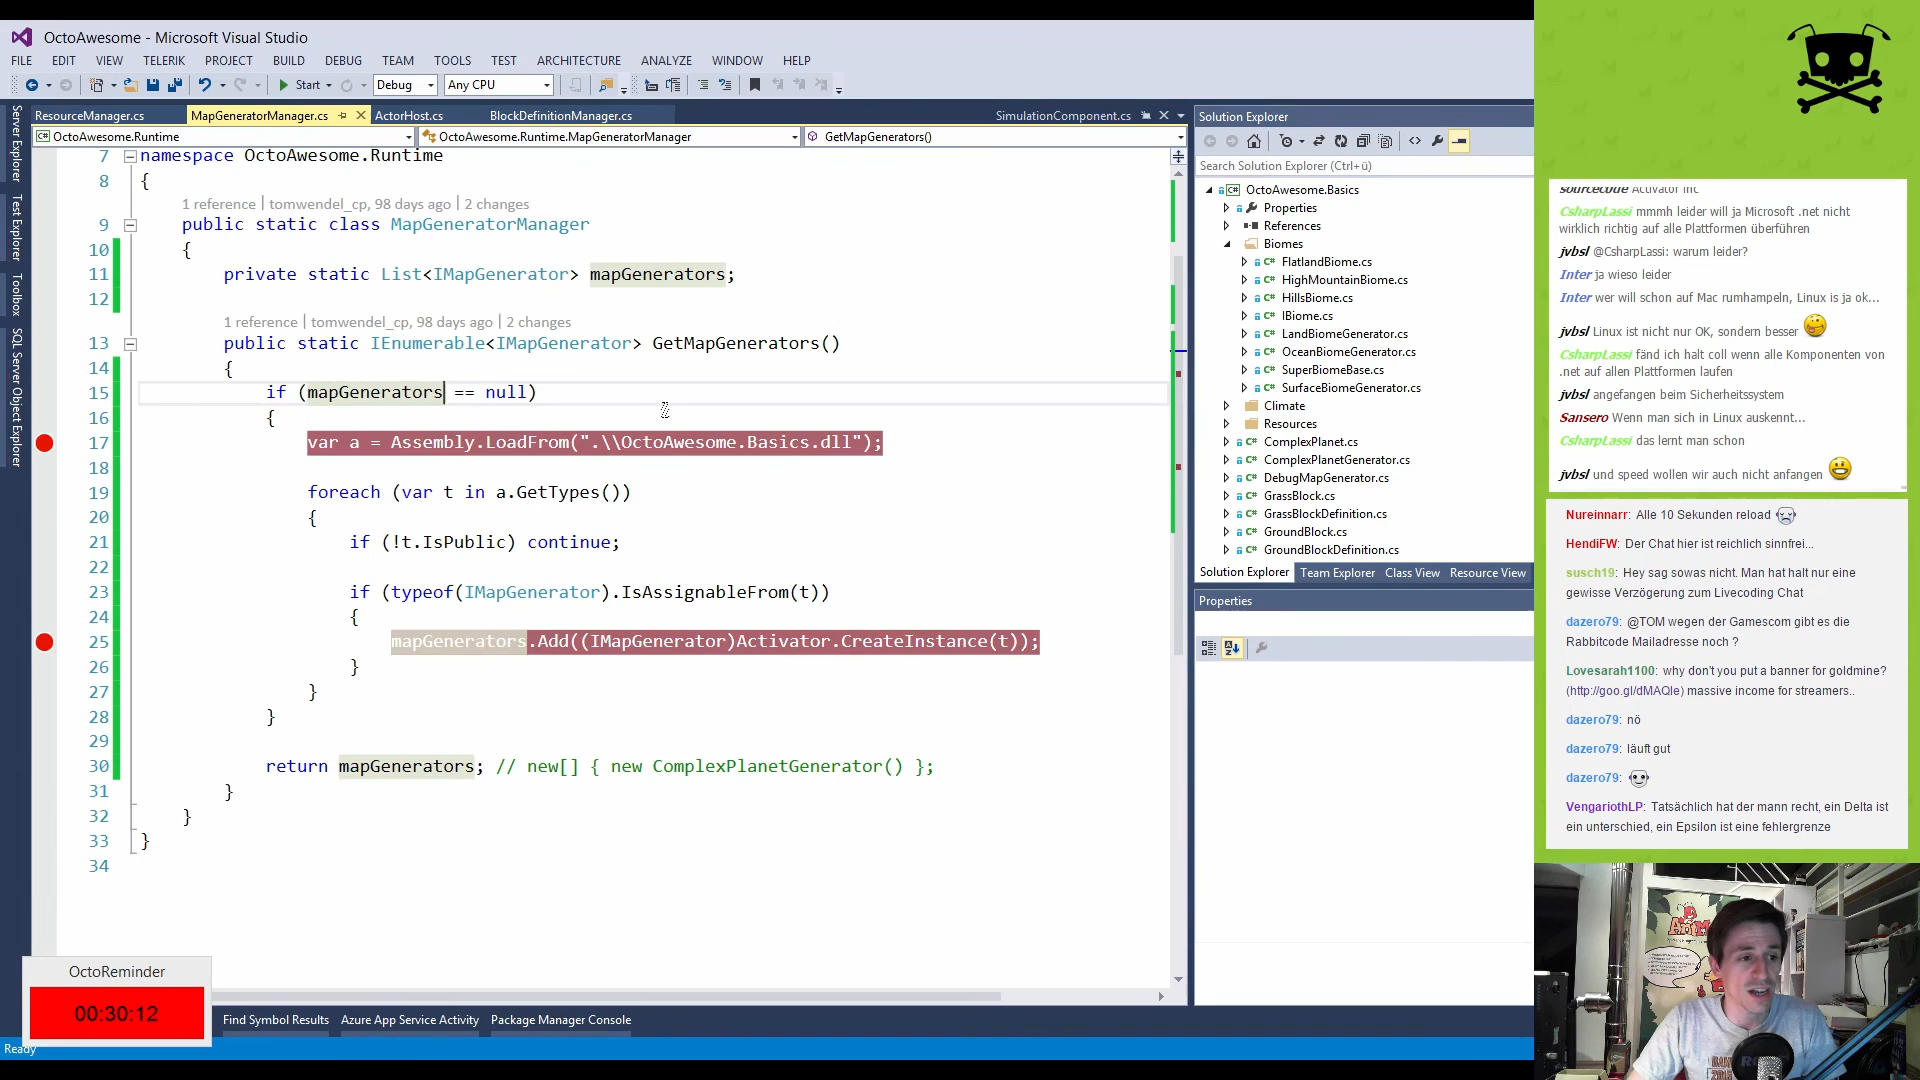 OctoAwesome - Microsoft Visual Studio
FILE EDIT VIEW TELERIK PROJECT BUILD DEBUG TEAM TOOLS TEST ARCHITECTURE ANALYZE WINDOW HELP
Start Debug Any CPU
ResourceManager.cs MapGeneratorManager.cs ActorHost.cs BlockDefinitionManager.cs SimulationComponent.cs
OctoAwesome.Runtime OctoAwesome.Runtime.MapGeneratorManager GetMapGenerators()
Server Explorer
Test Explorer
Toolbox
SQL Server Object Explorer
7 namespace OctoAwesome.Runtime
8 {
1 reference | tomwendel_cp, 98 days ago | 2 changes
9 public static class MapGeneratorManager
10 {
11 private static List<IMapGenerator> mapGenerators;
12
1 reference | tomwendel_cp, 98 days ago | 2 changes
13 public static IEnumerable<IMapGenerator> GetMapGenerators()
14 {
15 if (mapGenerators == null)
16 {
17 var a = Assembly.LoadFrom(".\\OctoAwesome.Basics.dll");
18
19 foreach (var t in a.GetTypes())
20 {
21 if (!t.IsPublic) continue;
22
23 if (typeof(IMapGenerator).IsAssignableFrom(t))
24 {
25 mapGenerators.Add((IMapGenerator)Activator.CreateInstance(t));
26 }
27 }
28 }
29
30 return mapGenerators; // new[] { new ComplexPlanetGenerator() };
31 }
32 }
33 }
34
OctoReminder
00:30:12
Find Symbol Results Azure App Service Activity Package Manager Console
Ready
Solution Explorer
Search Solution Explorer (Ctrl+ü)
OctoAwesome.Basics
Properties
References
Biomes
FlatlandBiome.cs
HighMountainBiome.cs
HillsBiome.cs
IBiome.cs
LandBiomeGenerator.cs
OceanBiomeGenerator.cs
SuperBiomeBase.cs
SurfaceBiomeGenerator.cs
Climate
Resources
ComplexPlanet.cs
ComplexPlanetGenerator.cs
DebugMapGenerator.cs
GrassBlock.cs
GrassBlockDefinition.cs
GroundBlock.cs
GroundBlockDefinition.cs
Solution Explorer Team Explorer Class View Resource View
Properties
sourcecode Activator inc
CsharpLassi mmmh leider will ja Microsoft .net nicht
wirklich richtig auf alle Plattformen überführen
jvbsl @CsharpLassi: warum leider?
Inter ja wieso leider
Inter wer will schon auf Mac rumhampeln, Linux is ja ok...
jvbsl Linux ist nicht nur OK, sondern besser
CsharpLassi fänd ich halt coll wenn alle Komponenten von
.net auf allen Plattformen laufen
jvbsl angefangen beim Sicherheitssystem
Sansero Wenn man sich in Linux auskennt...
CsharpLassi das lernt man schon
jvbsl und speed wollen wir auch nicht anfangen
Nureinnarr: Alle 10 Sekunden reload
HendiFW: Der Chat hier ist reichlich sinnfrei...
susch19: Hey sag sowas nicht. Man hat halt nur eine
gewisse Verzögerung zum Livecoding Chat
dazero79: @TOM wegen der Gamescom gibt es die
Rabbitcode Mailadresse noch ?
Lovesarah1100: why don't you put a banner for goldmine?
(http://goo.gl/dMAQIe) massive income for streamers..
dazero79: nö
dazero79: läuft gut
dazero79:
VengariothLP: Tatsächlich hat der mann recht, ein Delta ist
ein unterschied, ein Epsilon ist eine fehlergrenze